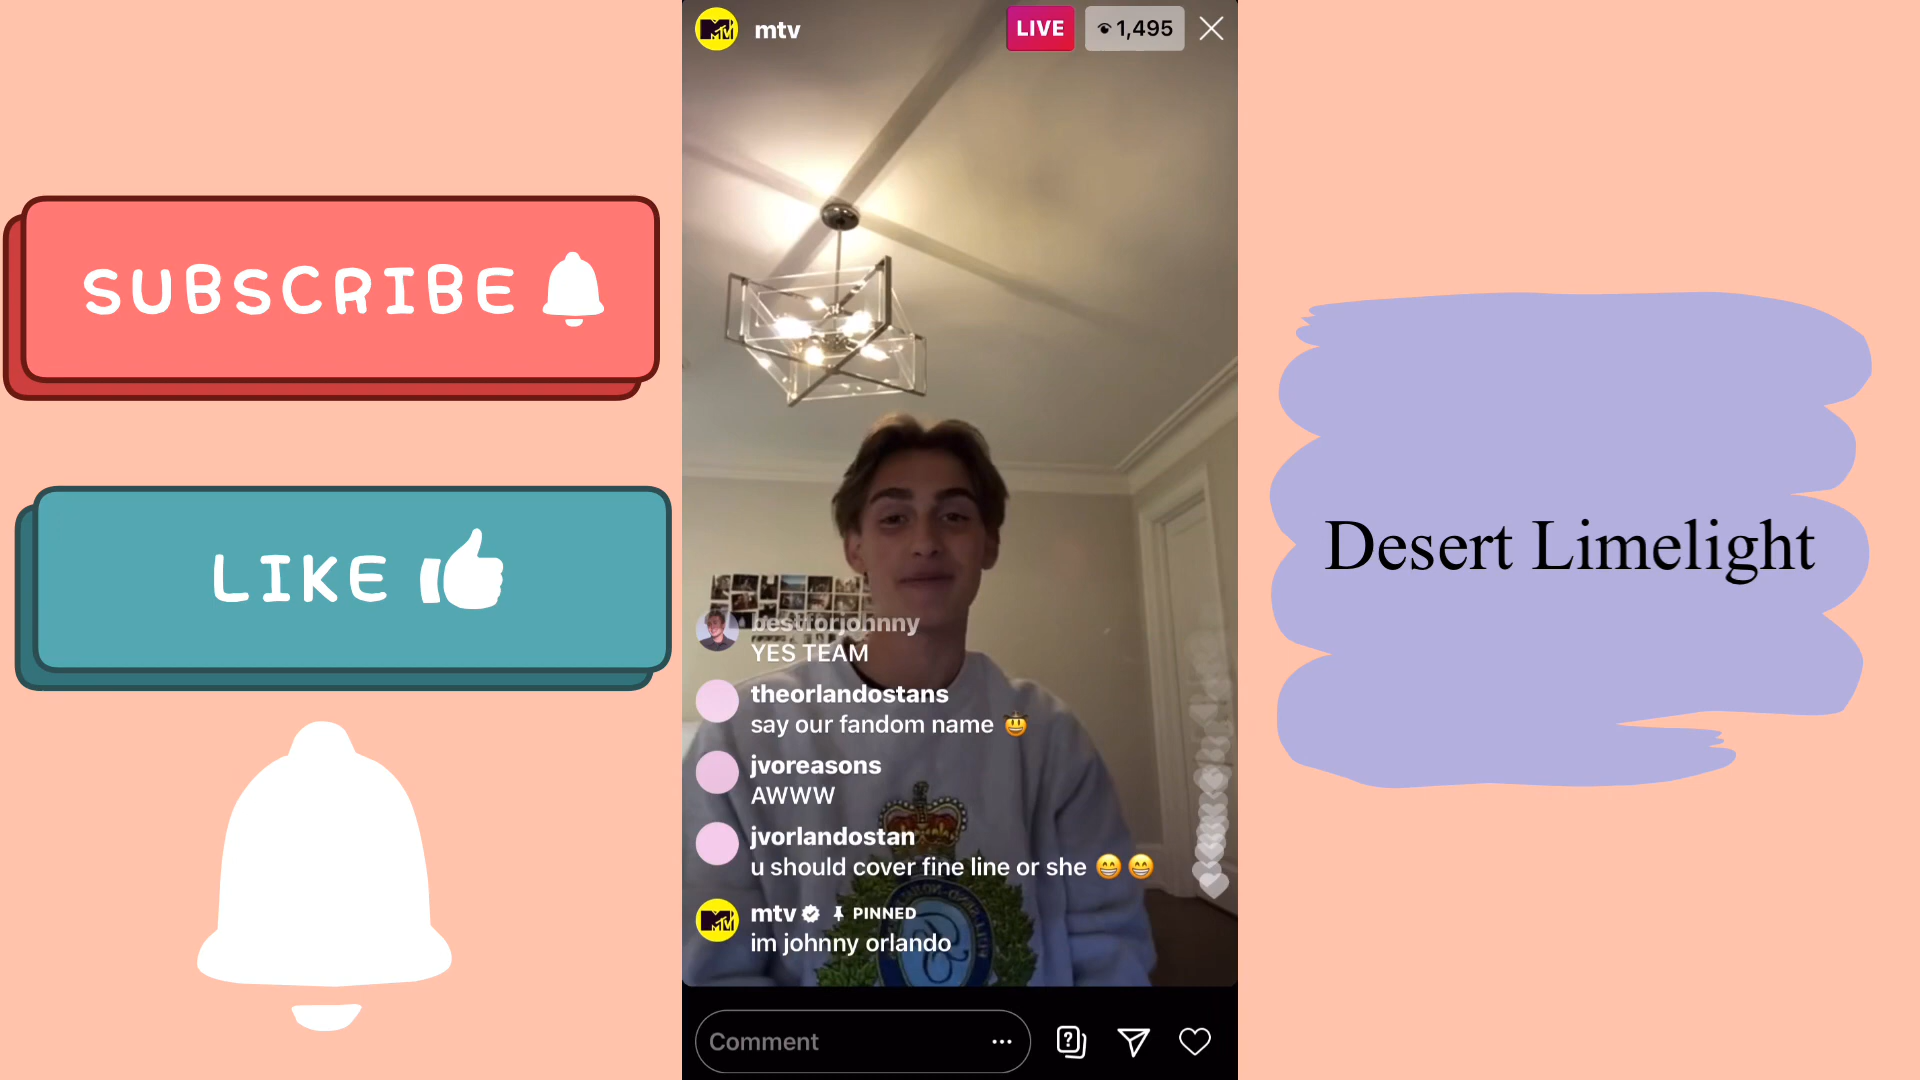 mtv
LIVE
1,495
SUBSCRIBE
LIKE
bestforjohnny
YES TEAM
theorlandostans
say our fandom name 🤠
jvoreasons
AWWW
jvorlandostan
u should cover fine line or she 😁😁
mtv PINNED
im johnny orlando
Comment
Desert Limelight